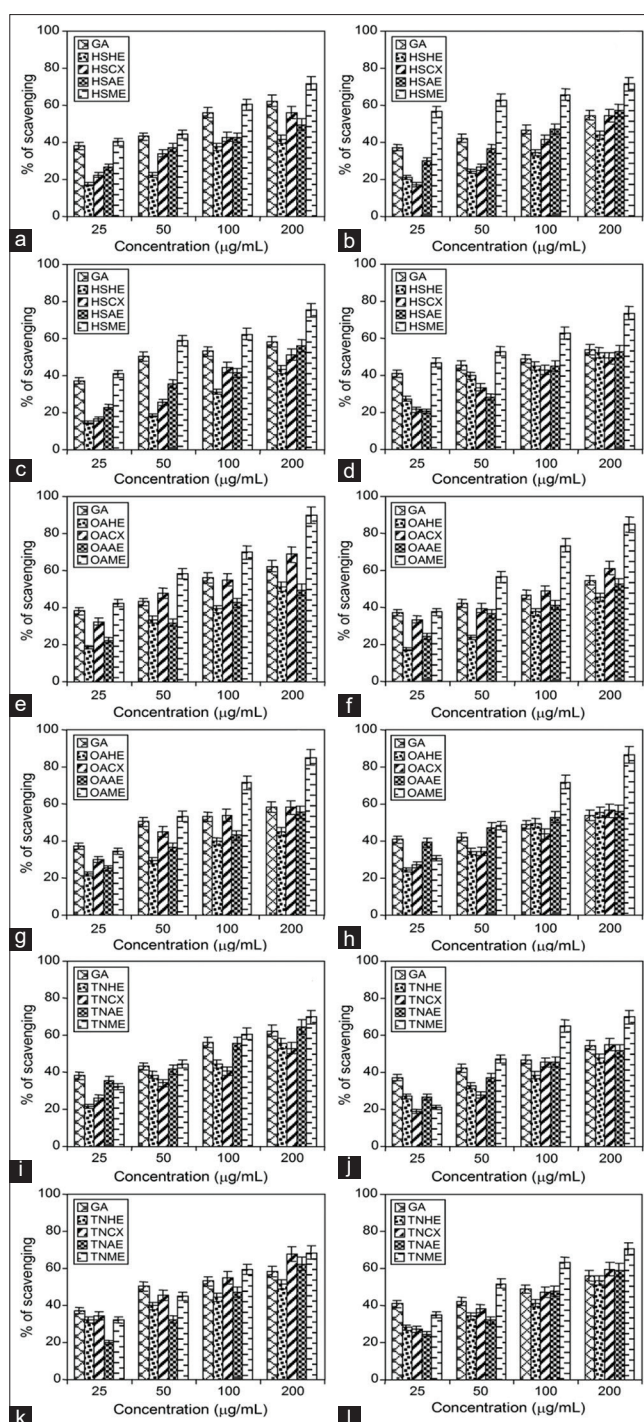 GA
HSHE
HSCX
HSAE
HSME
% of scavenging
100
80
60
40
20
0
25 50 100 200
Concentration (µg/mL)
a
GA
HSHE
HSCX
HSAE
HSME
% of scavenging
100
80
60
40
20
0
25 50 100 200
Concentration (µg/mL)
b
GA
HSHE
HSCX
HSAE
HSME
% of scavenging
100
80
60
40
20
0
25 50 100 200
Concentration (µg/mL)
c
GA
HSHE
HSCX
HSAE
HSME
% of scavenging
100
80
60
40
20
0
25 50 100 200
Concentration (µg/mL)
d
GA
OAHE
OACX
OAAE
OAME
% of scavenging
100
80
60
40
20
0
25 50 100 200
Concentration (µg/mL)
e
GA
OAHE
OACX
OAAE
OAME
% of scavenging
100
80
60
40
20
0
25 50 100 200
Concentration (µg/mL)
f
GA
OAHE
OACX
OAAE
OAME
% of scavenging
100
80
60
40
20
0
25 50 100 200
Concentration (µg/mL)
g
GA
OAHE
OACX
OAAE
OAME
% of scavenging
100
80
60
40
20
0
25 50 100 200
Concentration (µg/mL)
h
GA
TNHE
TNCX
TNAE
TNME
% of scavenging
100
80
60
40
20
0
25 50 100 200
Concentration (µg/mL)
i
GA
TNHE
TNCX
TNAE
TNME
% of scavenging
100
80
60
40
20
0
25 50 100 200
Concentration (µg/mL)
j
GA
TNHE
TNCX
TNAE
TNME
% of scavenging
100
80
60
40
20
0
25 50 100 200
Concentration (µg/mL)
k
GA
TNHE
TNCX
TNAE
TNME
% of scavenging
100
80
60
40
20
0
25 50 100 200
Concentration (µg/mL)
l